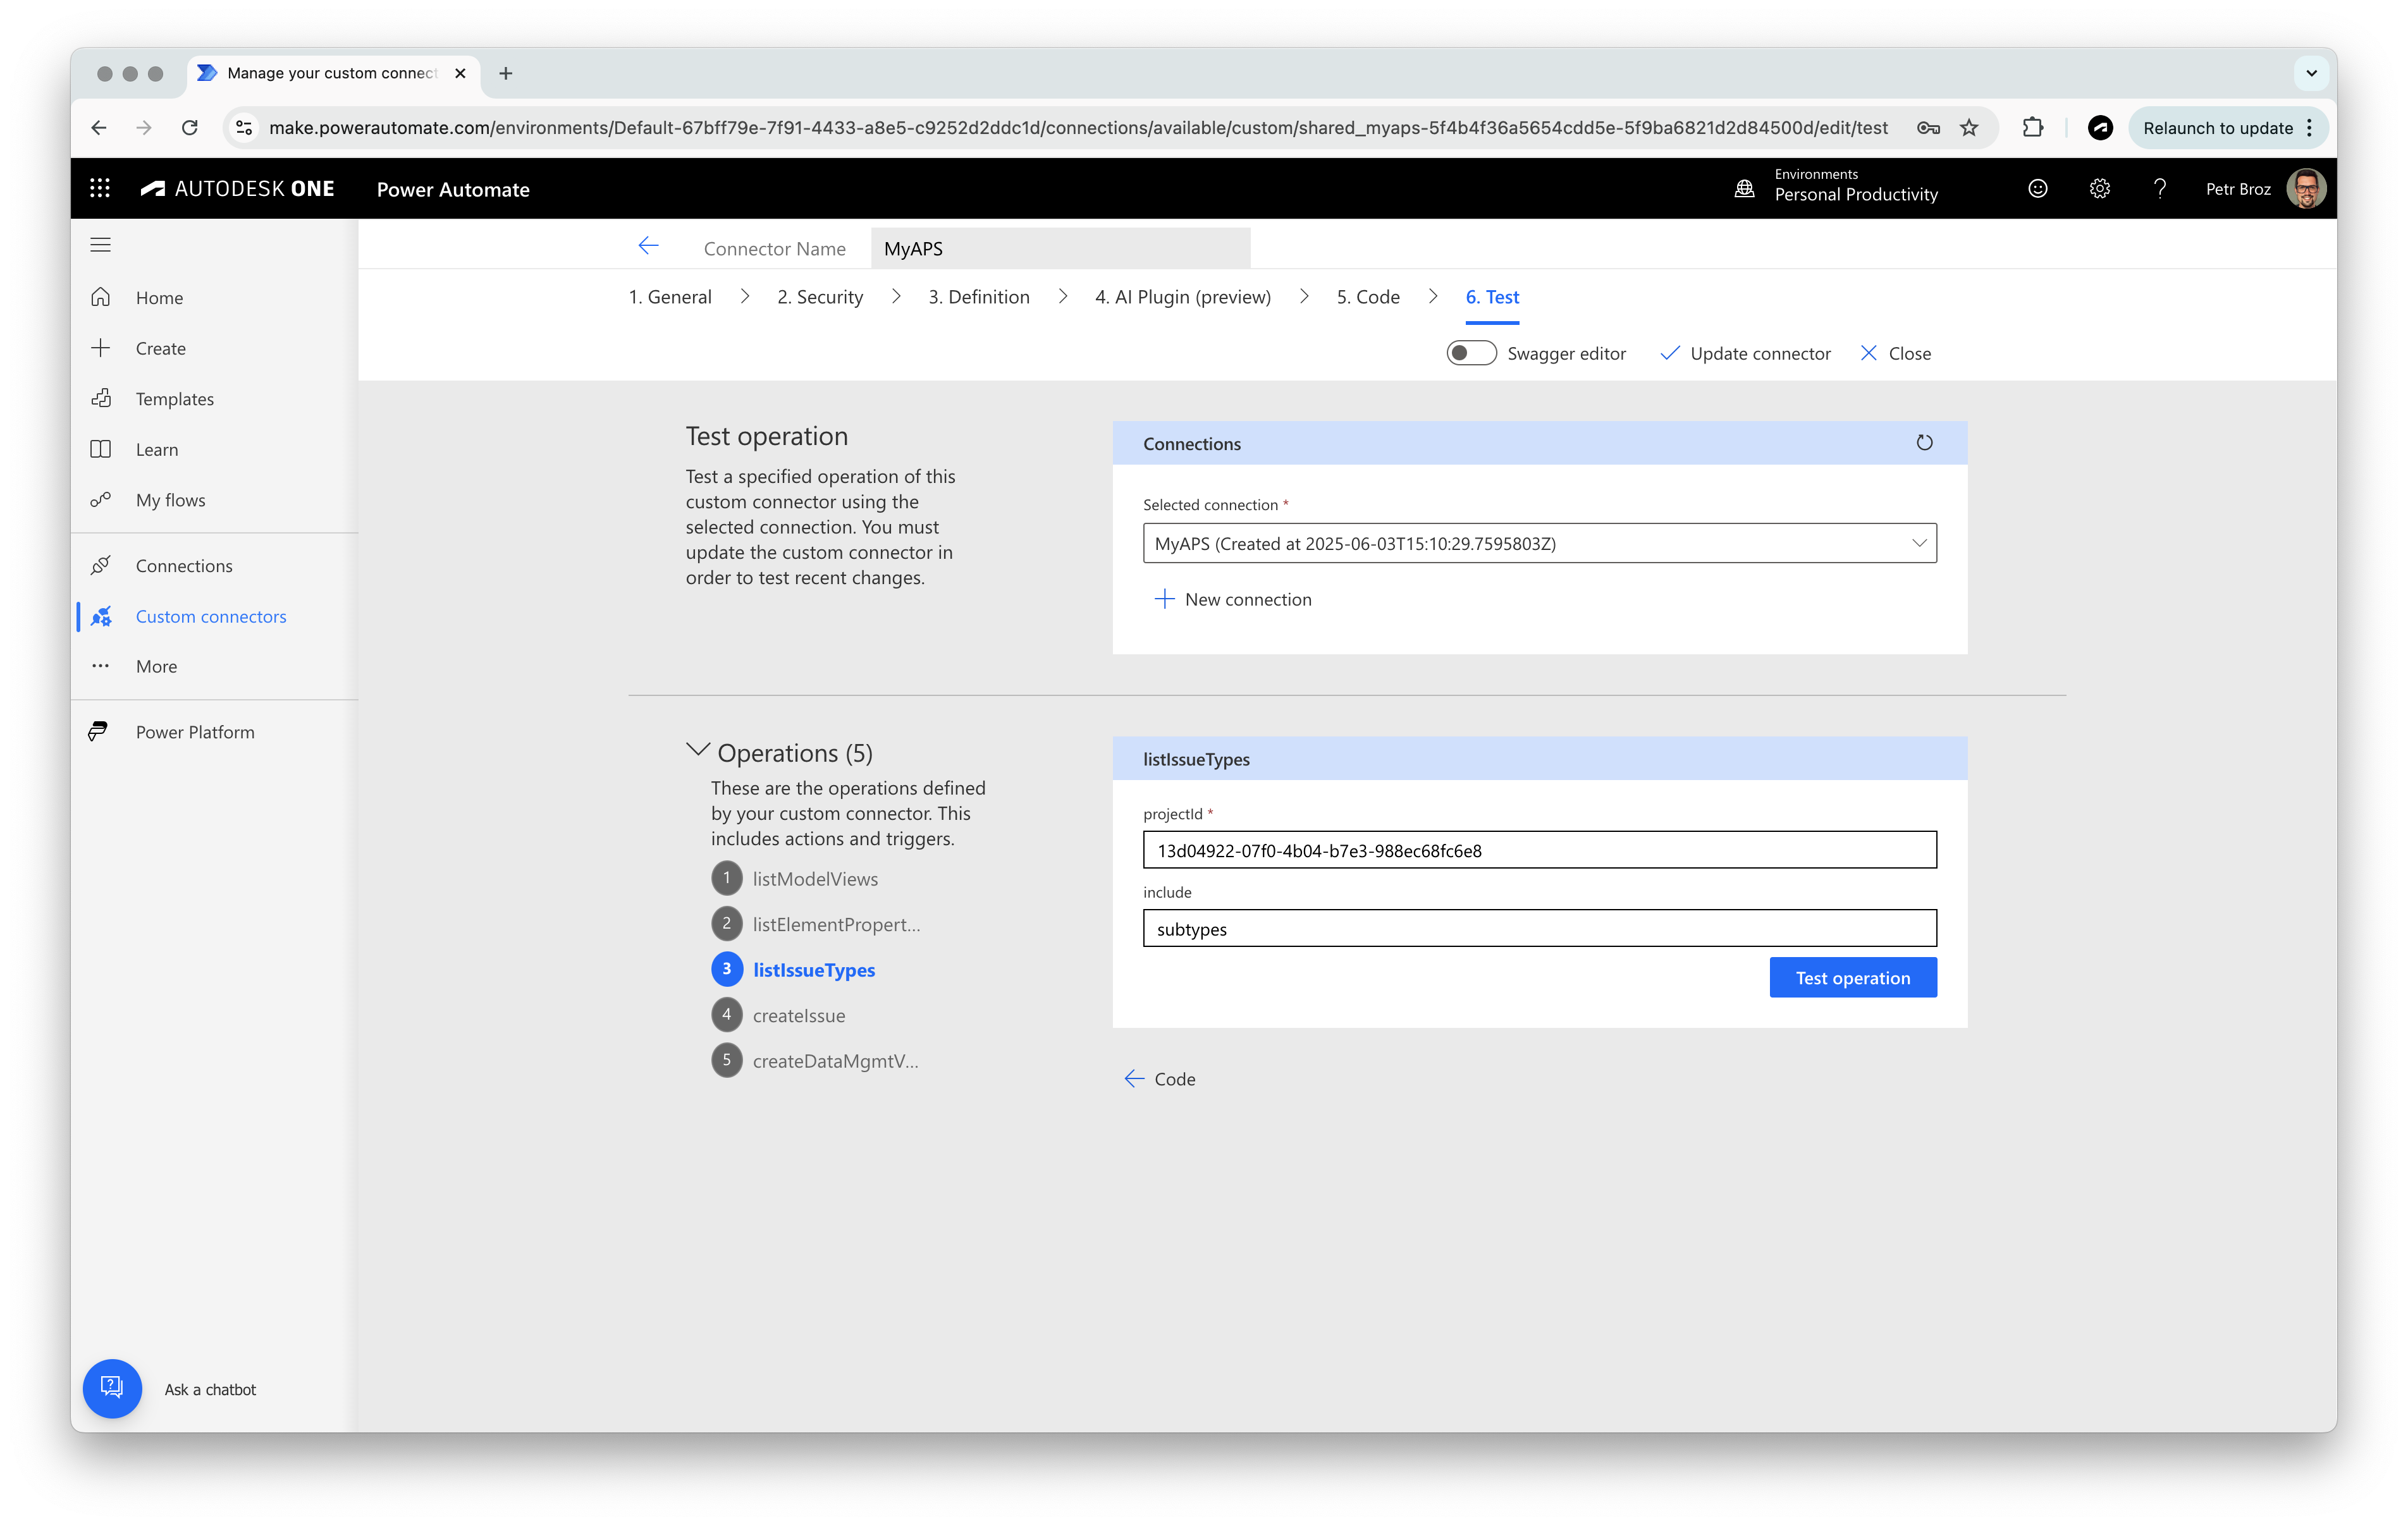 Manage your custom connect
make.powerautomate.com/environments/Default-67bff79e-7f91-4433-a8e5-c9252d2ddc1d/connections/available/custom/shared_myaps-5f4b4f36a5654cdd5e-5f9ba6821d2d84500d/edit/test
Relaunch to update
AUTODESK ONE
Power Automate
Environments
Personal Productivity
Petr Broz
Home
Create
Templates
Learn
My flows
Connections
Custom connectors
More
Power Platform
Ask a chatbot
Connector Name
MyAPS
1. General
2. Security
3. Definition
4. AI Plugin (preview)
5. Code
6. Test
Swagger editor
Update connector
Close
Test operation
Test a specified operation of this
custom connector using the
selected connection. You must
update the custom connector in
order to test recent changes.
Connections
Selected connection *
MyAPS (Created at 2025-06-03T15:10:29.7595803Z)
New connection
Operations (5)
These are the operations defined
by your custom connector. This
includes actions and triggers.
1 listModelViews
2 listElementPropert...
3 listIssueTypes
4 createIssue
5 createDataMgmtV...
listIssueTypes
projectId *
13d04922-07f0-4b04-b7e3-988ec68fc6e8
include
subtypes
Test operation
Code